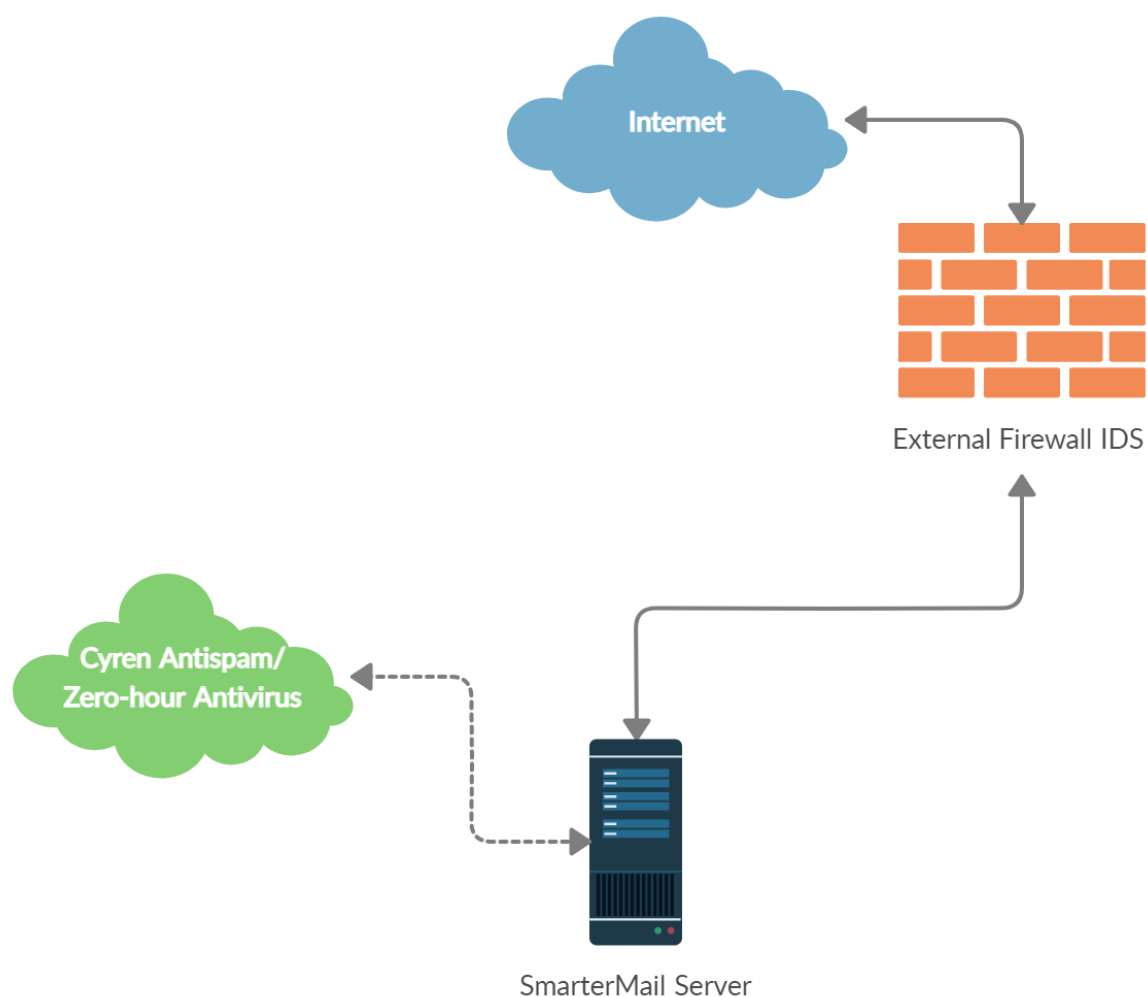 Internet
External Firewall IDS
Cyren Antispam/
Zero-hour Antivirus
SmarterMail Server